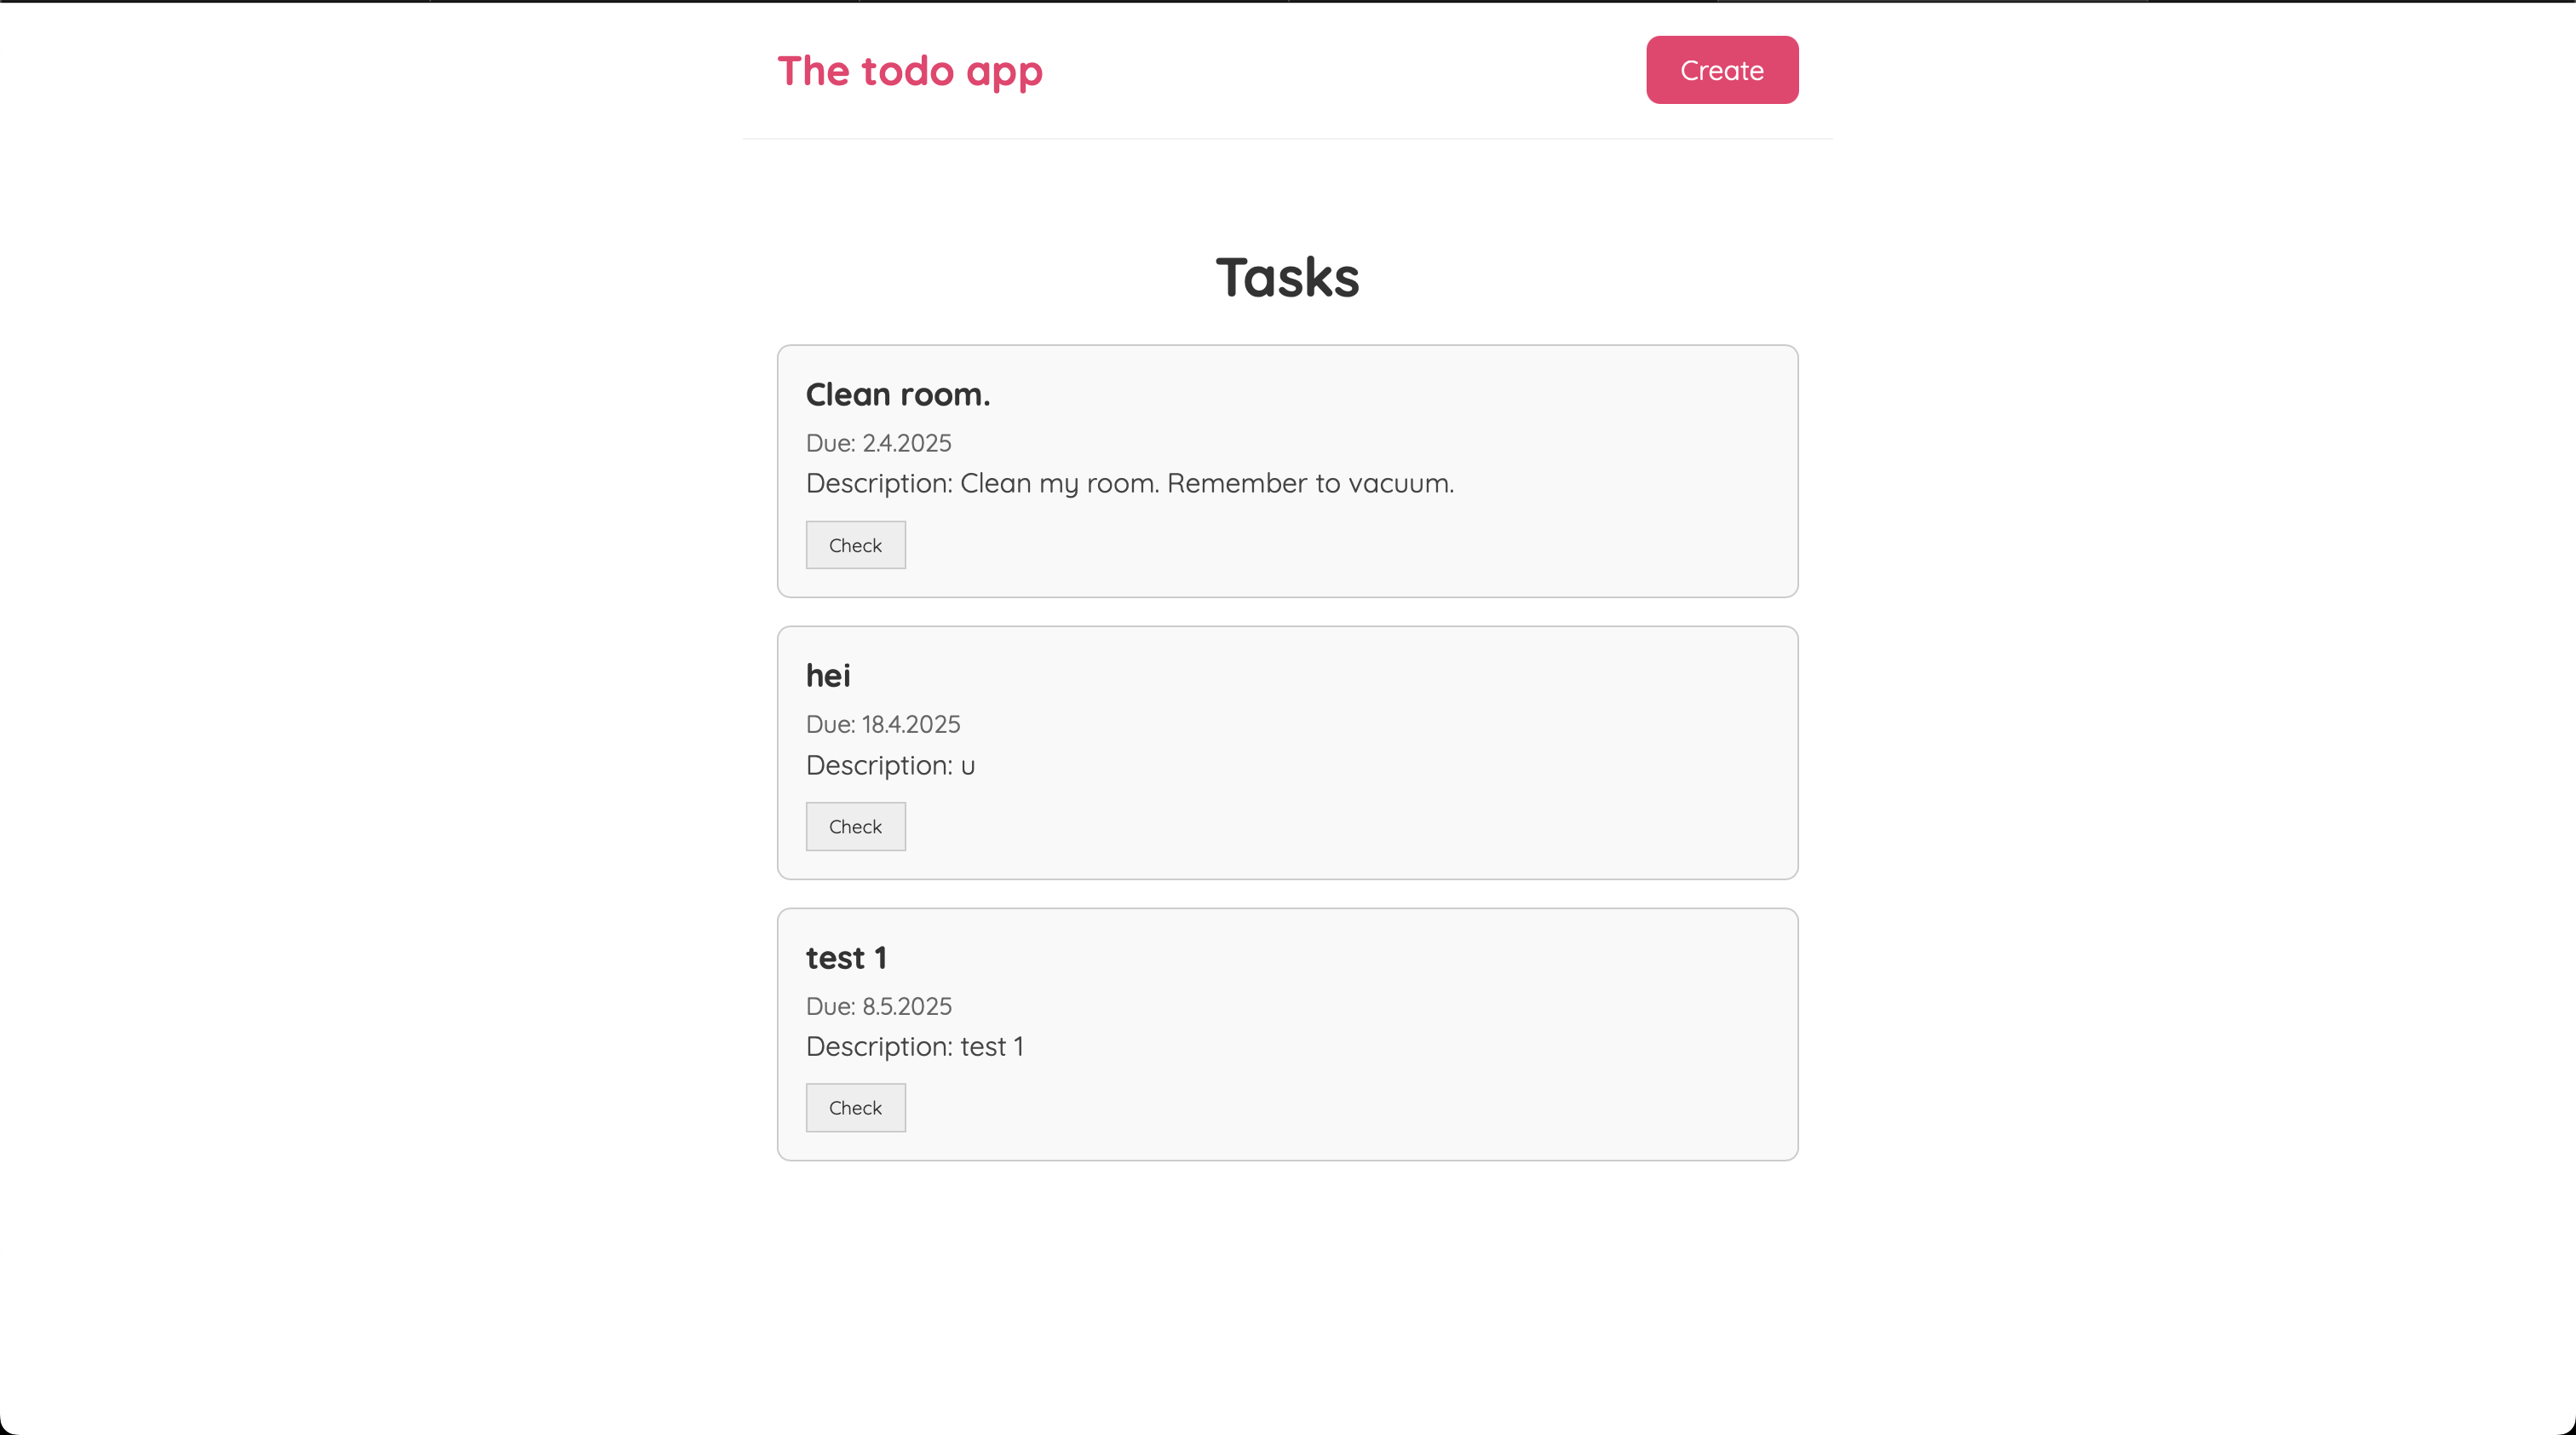 The todo app
Create
Tasks
Clean room.
Due: 2.4.2025
Description: Clean my room. Remember to vacuum.
Check
hei
Due: 18.4.2025
Description: u
Check
test 1
Due: 8.5.2025
Description: test 1
Check